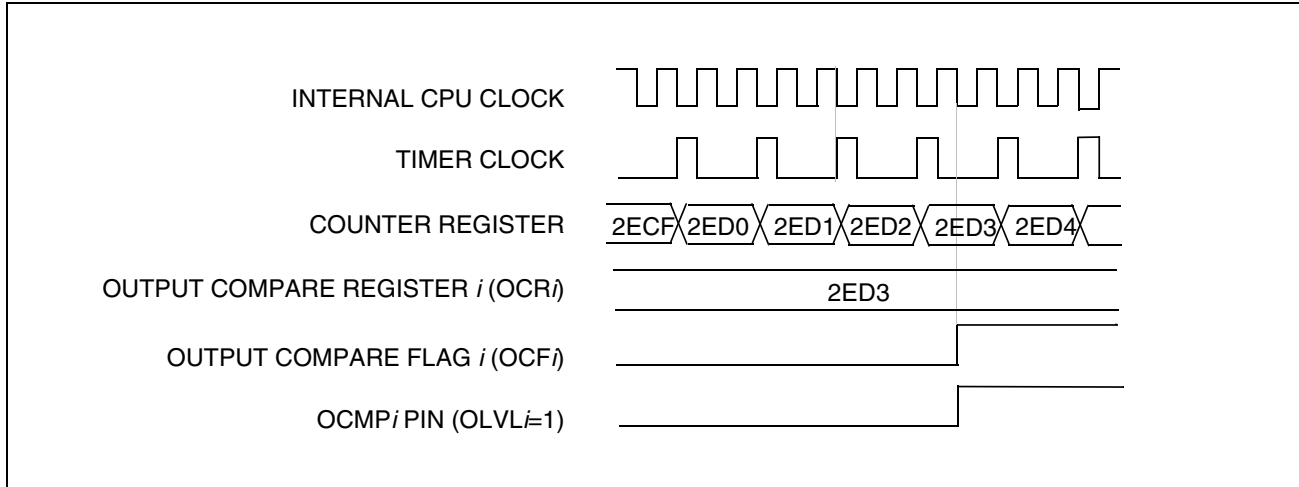 INTERNAL CPU CLOCK
TIMER CLOCK
COUNTER REGISTER 2ECF 2ED0 2ED1 2ED2 2ED3 2ED4
OUTPUT COMPARE REGISTER i (OCRi) 2ED3
OUTPUT COMPARE FLAG i (OCFi)
OCMPi PIN (OLVLi=1)